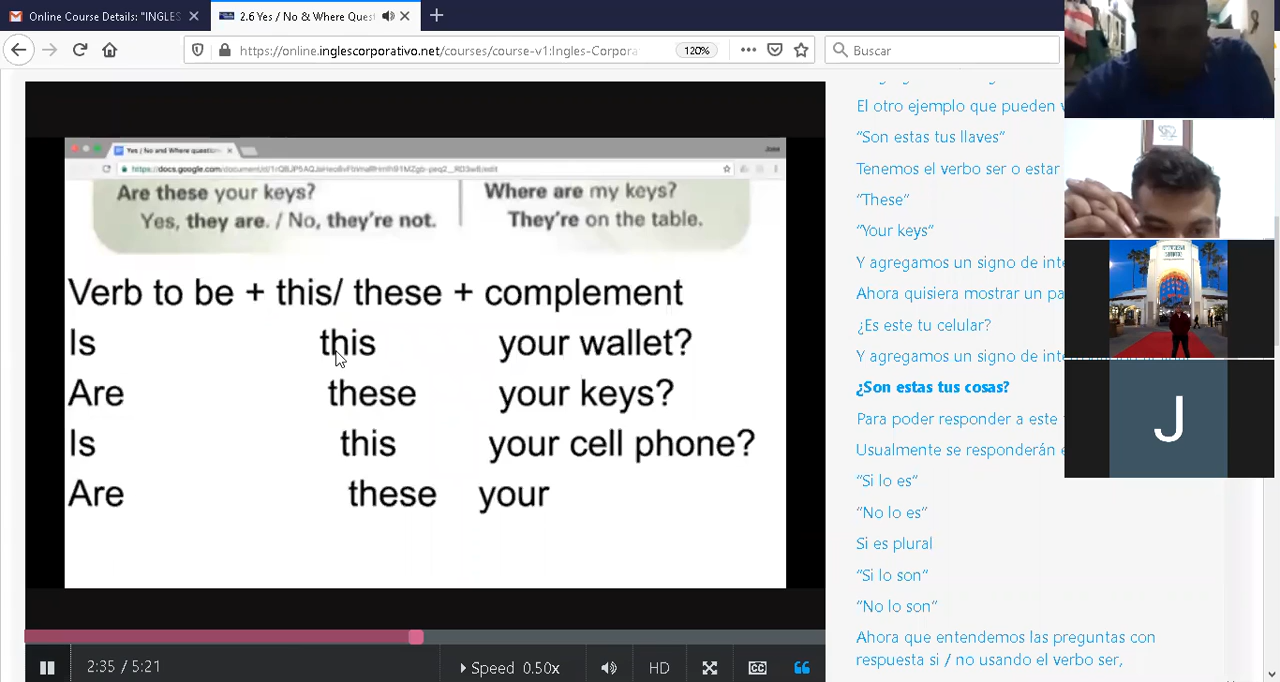 Online Course Details: "INGLES
2.6 Yes / No & Where Quest
https://online.inglescorporativo.net/courses/course-v1:Ingles-Corpora
120%
Buscar
Yes / No and Where question
Are these your keys?
Yes, they are. / No, they're not.
Where are my keys?
They're on the table.
Verb to be + this/ these + complement
Is this your wallet?
Are these your keys?
Is this your cell phone?
Are these your
2:35 / 5:21
Speed 0.50x
HD
CC
El otro ejemplo que pueden
"Son estas tus llaves"
Tenemos el verbo ser o estar
"These"
"Your keys"
Y agregamos un signo de
Ahora quisiera mostrar un
¿Es este tu celular?
Y agregamos un signo de
¿Son estas tus cosas?
Para poder responder a este
Usualmente se responderán
"Si lo es"
"No lo es"
Si es plural
"Si lo son"
"No lo son"
Ahora que entendemos las preguntas con
respuesta si / no usando el verbo ser,
J